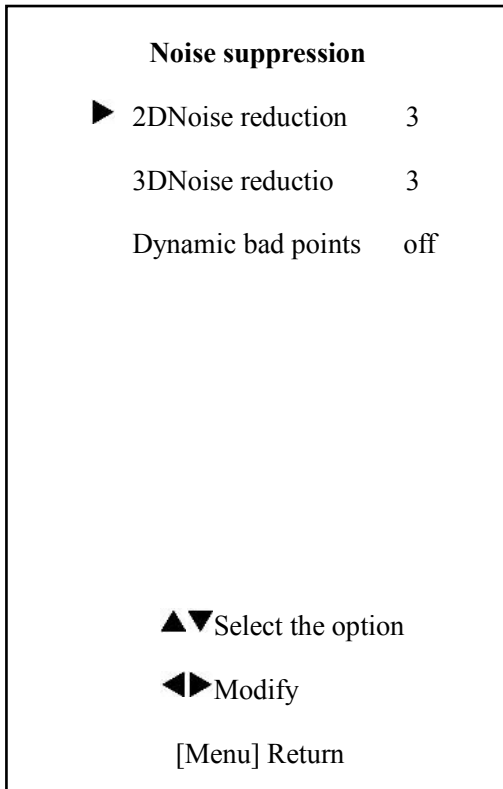 Noise suppression
▶ 2DNoise reduction 3
3DNoise reductio 3
Dynamic bad points off
▲▼Select the option
◀▶Modify
[Menu] Return